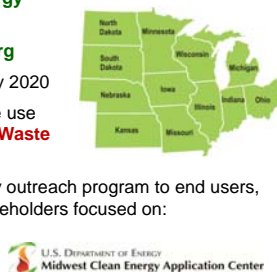 rgy
rg
y 2020
e use
Waste
North Dakota
Minnesota
South Dakota
Wisconsin
Michigan
Nebraska
Iowa
Illinois
Indiana
Ohio
Kansas
Missouri
y outreach program to end users,
eholders focused on:
U.S. DEPARTMENT OF ENERGY
Midwest Clean Energy Application Center